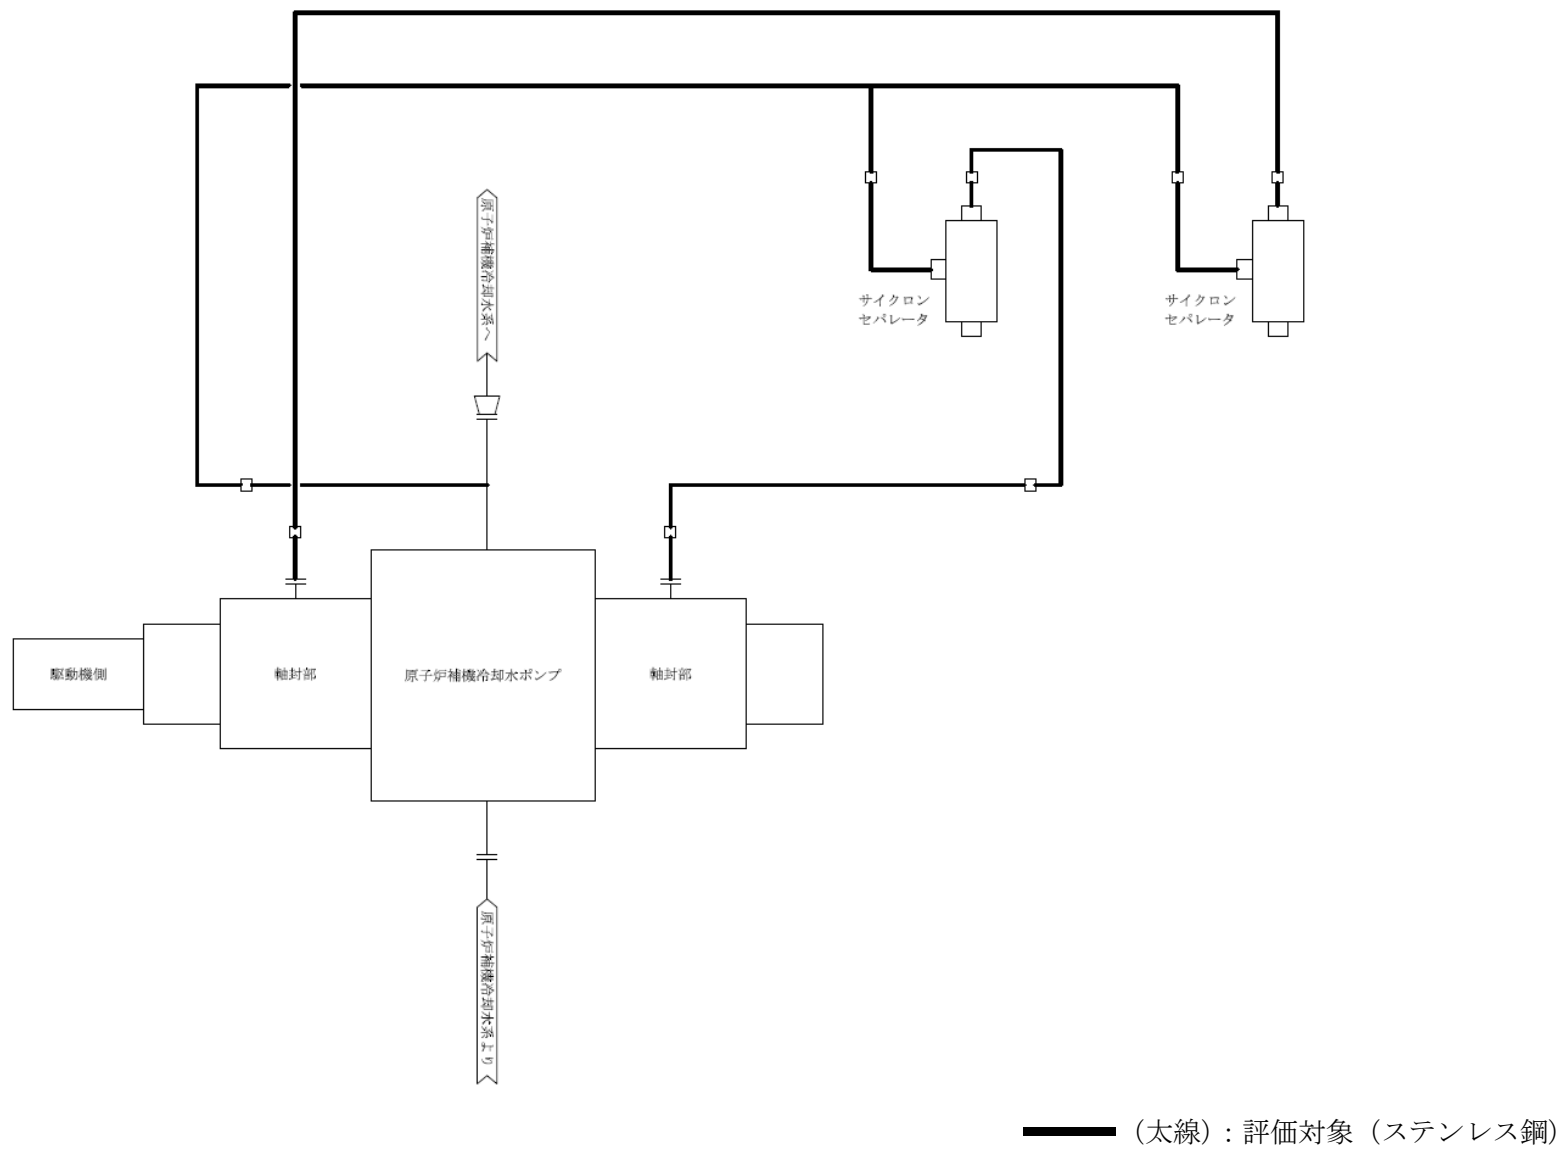 原子炉補機冷却水系へ
サイクロン
セパレータ
サイクロン
セパレータ
駆動機側
軸封部
原子炉補機冷却水ポンプ
軸封部
原子炉補機冷却水系より
（太線）：評価対象（ステンレス鋼）